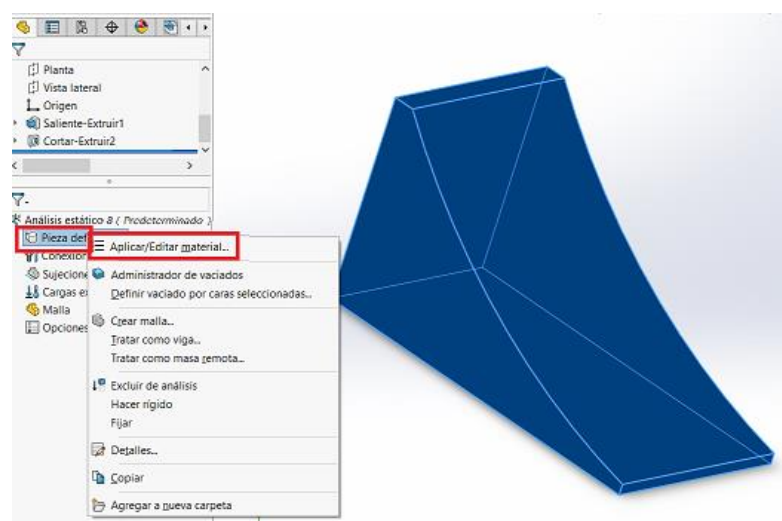 Planta
Vista lateral
Origen
Saliente-Extruir1
Cortar-Extruir2
Análisis estático 8 ( Predeterminado )
Pieza def
Conexion
Sujecione
Cargas ex
Malla
Opciones
Aplicar/Editar material...
Administrador de vaciados
Definir vaciado por caras seleccionadas...
Crear malla...
Tratar como viga...
Tratar como masa remota...
Excluir de análisis
Hacer rígido
Fijar
Detalles...
Copiar
Agregar a nueva carpeta